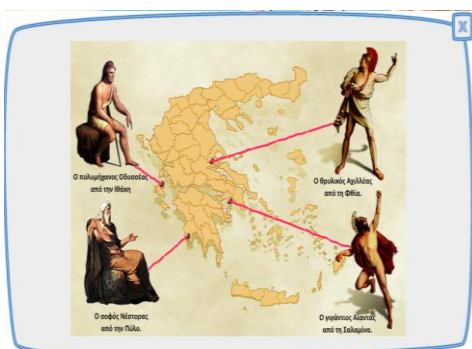 X
Ο πολυμήχανος Οδυσσέας
από την Ιθάκη
Ο θρυλικός Αχιλλέας
από τη Φθία.
Ο σοφός Νέστορας
από την Πύλο.
Ο γιγάντιος Αίαντας
από τη Σαλαμίνα.